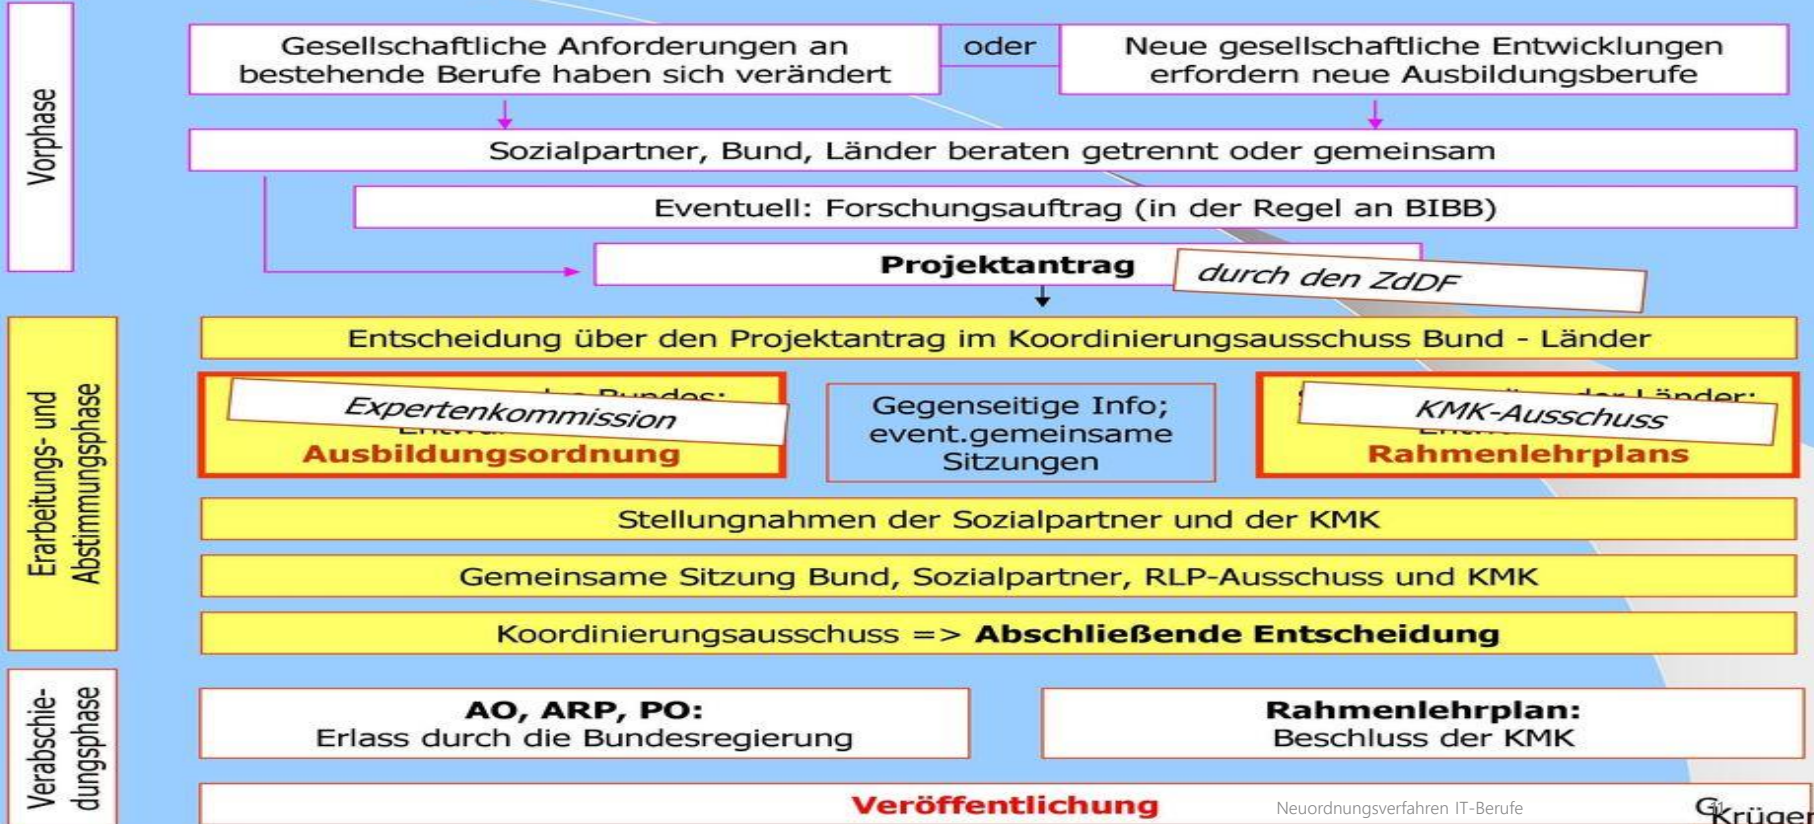 Vorphase
Gesellschaftliche Anforderungen an
bestehende Berufe haben sich verändert
oder
Neue gesellschaftliche Entwicklungen
erfordern neue Ausbildungsberufe
Sozialpartner, Bund, Länder beraten getrennt oder gemeinsam
Eventuell: Forschungsauftrag (in der Regel an BIBB)
Projektantrag
durch den ZdDF
Erarbeitungs- und
Abstimmungsphase
Entscheidung über den Projektantrag im Koordinierungsausschuss Bund - Länder
Bundes:
Expertenkommission
Ausbildungsordnung
Gegenseitige Info;
event.gemeinsame
Sitzungen
der Länder:
KMK-Ausschuss
Rahmenlehrplans
Stellungnahmen der Sozialpartner und der KMK
Gemeinsame Sitzung Bund, Sozialpartner, RLP-Ausschuss und KMK
Koordinierungsausschuss => Abschließende Entscheidung
Verabschie-
dungsphase
AO, ARP, PO:
Erlass durch die Bundesregierung
Rahmenlehrplan:
Beschluss der KMK
Veröffentlichung
Neuordnungsverfahren IT-Berufe
Krüger